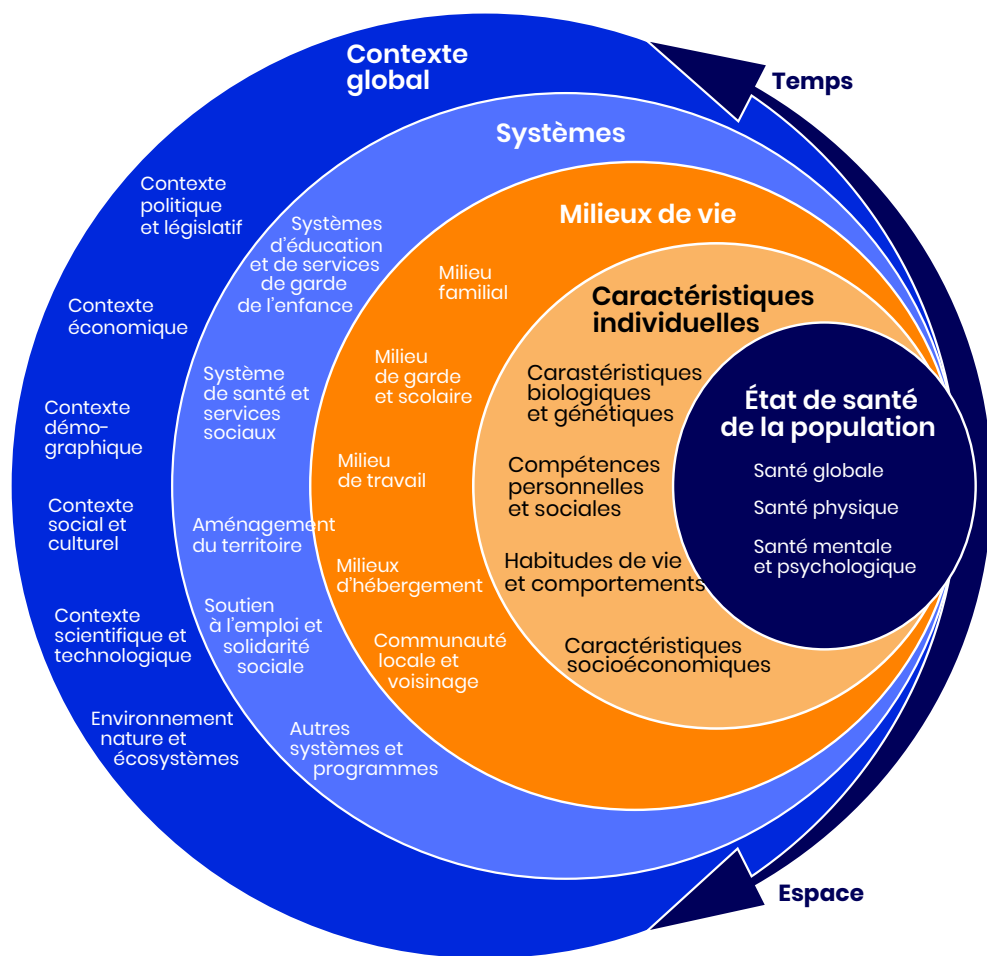 Contexte
global
Temps
Systèmes
Milieux de vie
Caractéristiques
individuelles
État de santé
de la population
Santé globale
Santé physique
Santé mentale
et psychologique
Contexte
politique
et législatif
Contexte
économique
Contexte
démo-
graphique
Contexte
social et
culturel
Contexte
scientifique et
technologique
Environnement
nature et
écosystèmes
Systèmes
d'éducation
et de services
de garde
de l'enfance
Système
de santé et
services
sociaux
Aménagement
du territoire
Soutien
à l'emploi et
solidarité
sociale
Autres
systèmes et
programmes
Milieu
familial
Milieu
de garde
et scolaire
Milieu
de travail
Milieux
d'hébergement
Communauté
locale et
voisinage
Carastéristiques
biologiques
et génétiques
Compétences
personnelles
et sociales
Habitudes de vie
et comportements
Caractéristiques
socioéconomiques
Espace